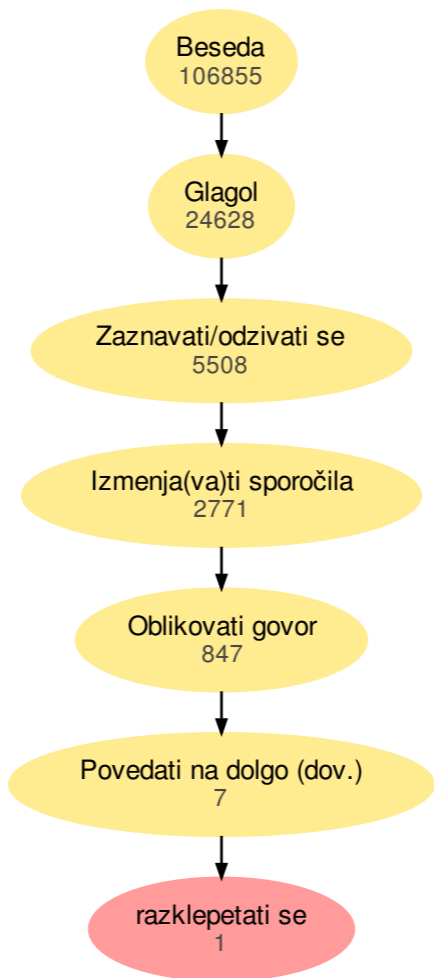 Beseda
106855
Glagol
24628
Zaznavati/odzivati se
5508
Izmenja(va)ti sporočila
2771
Oblikovati govor
847
Povedati na dolgo (dov.)
7
razklepetati se
1